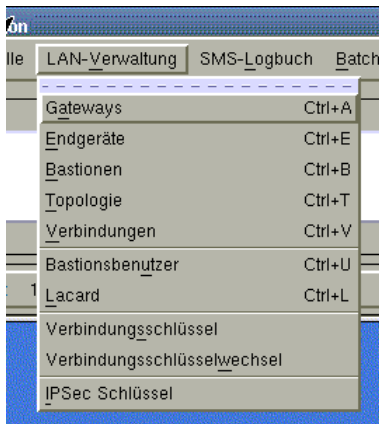 ön
lle LAN-Verwaltung SMS-Logbuch Batch
Gateways Ctrl+A
Endgeräte Ctrl+E
Bastionen Ctrl+B
Topologie Ctrl+T
Verbindungen Ctrl+V
Bastionsbenutzer Ctrl+U
Lacard Ctrl+L
Verbindungsschlüssel
Verbindungsschlüsselwechsel
IPSec Schlüssel